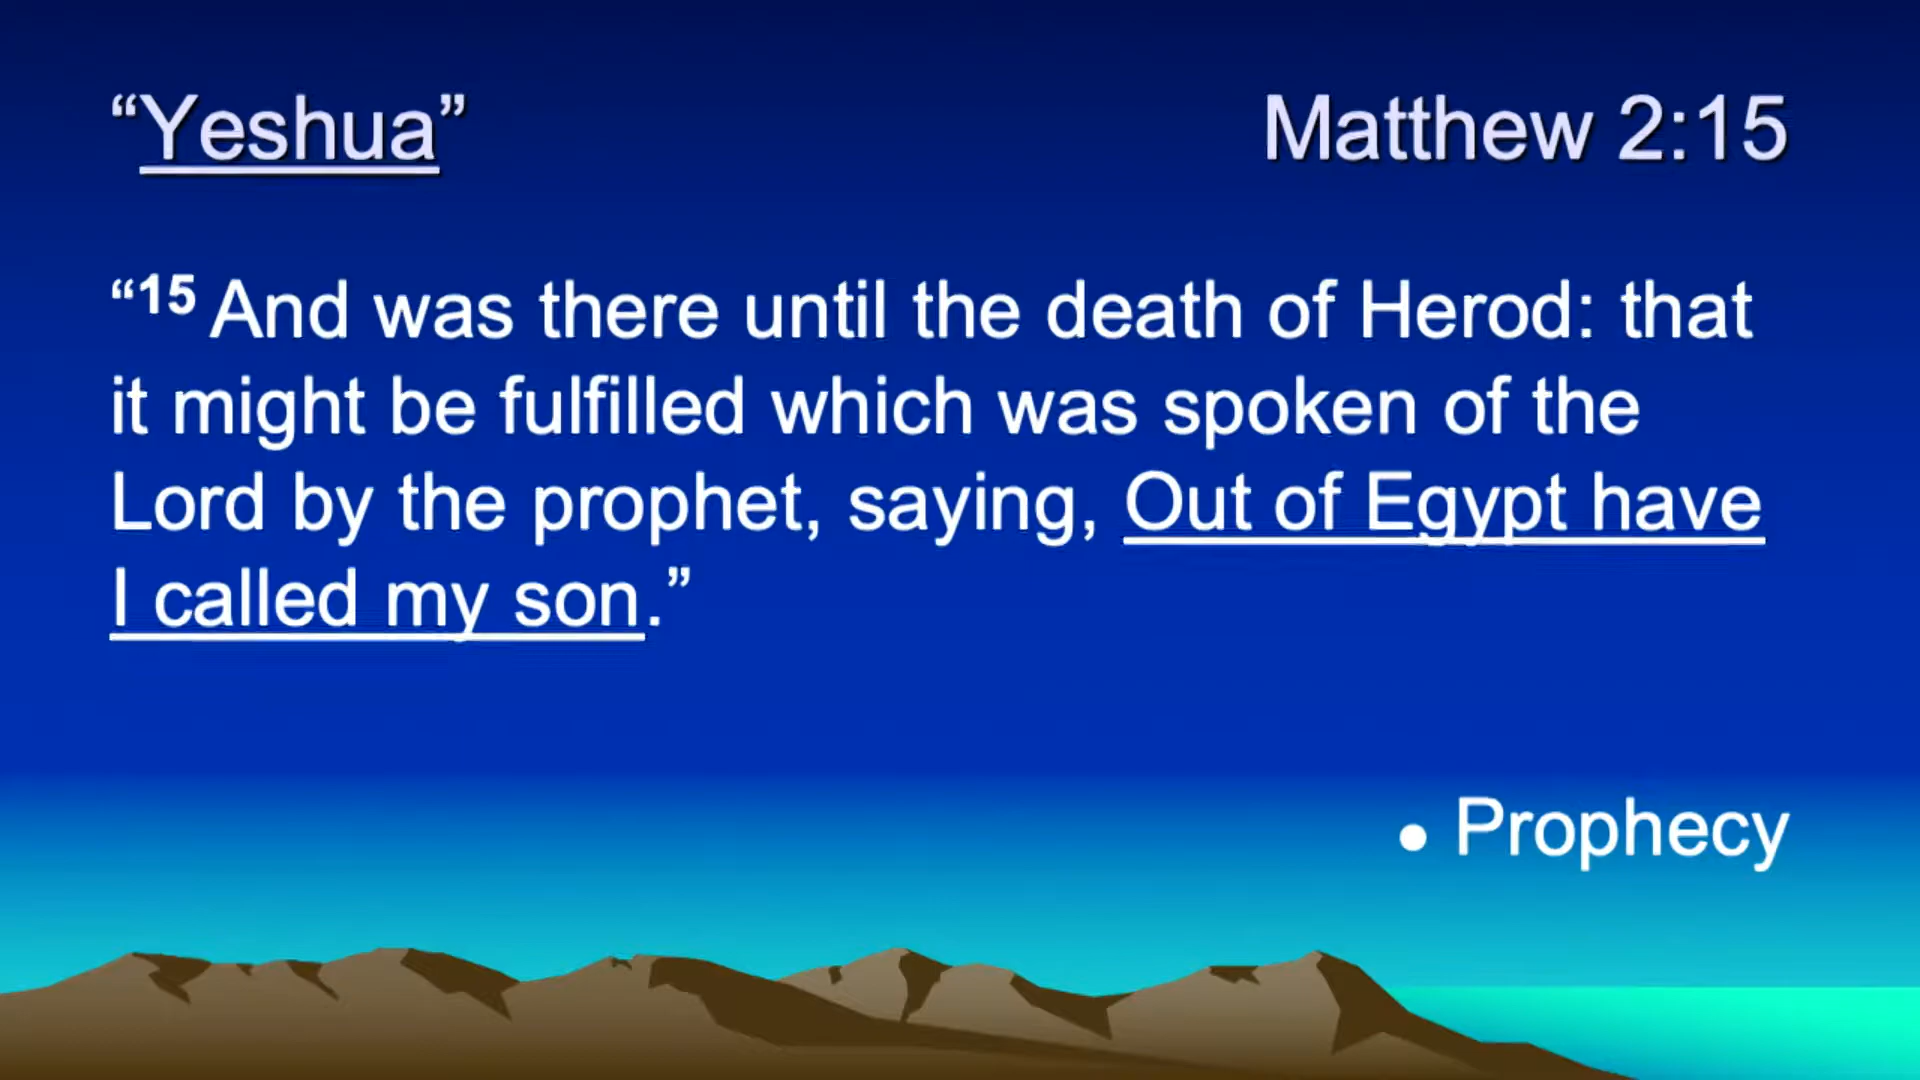 “Yeshua” Matthew 2:15
“15 And was there until the death of Herod: that
it might be fulfilled which was spoken of the
Lord by the prophet, saying, Out of Egypt have
I called my son.”
• Prophecy